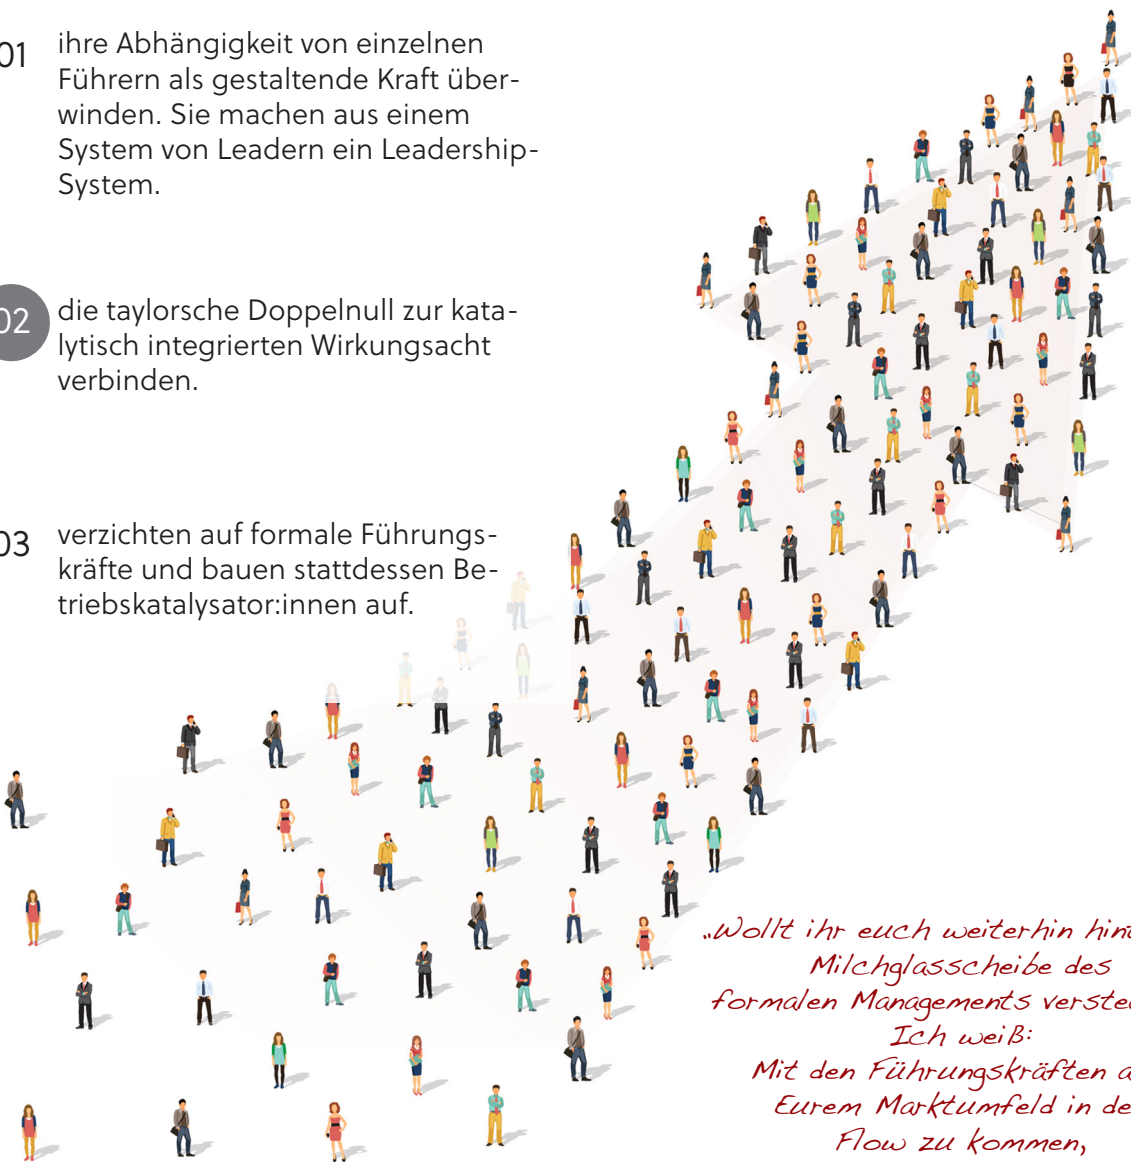 01 ihre Abhängigkeit von einzelnen
Führern als gestaltende Kraft über-
winden. Sie machen aus einem
System von Leadern ein Leadership-
System.
02 die taylorsche Doppelnull zur kata-
lytisch integrierten Wirkungsacht
verbinden.
03 verzichten auf formale Führungs-
kräfte und bauen stattdessen Be-
triebskatalysator:innen auf.
„Wollt ihr euch weiterhin
Milchglasscheibe des
formalen Managements
Ich weiß:
Mit den Führungskräften
Eurem Marktumfeld in
Flow zu kommen,